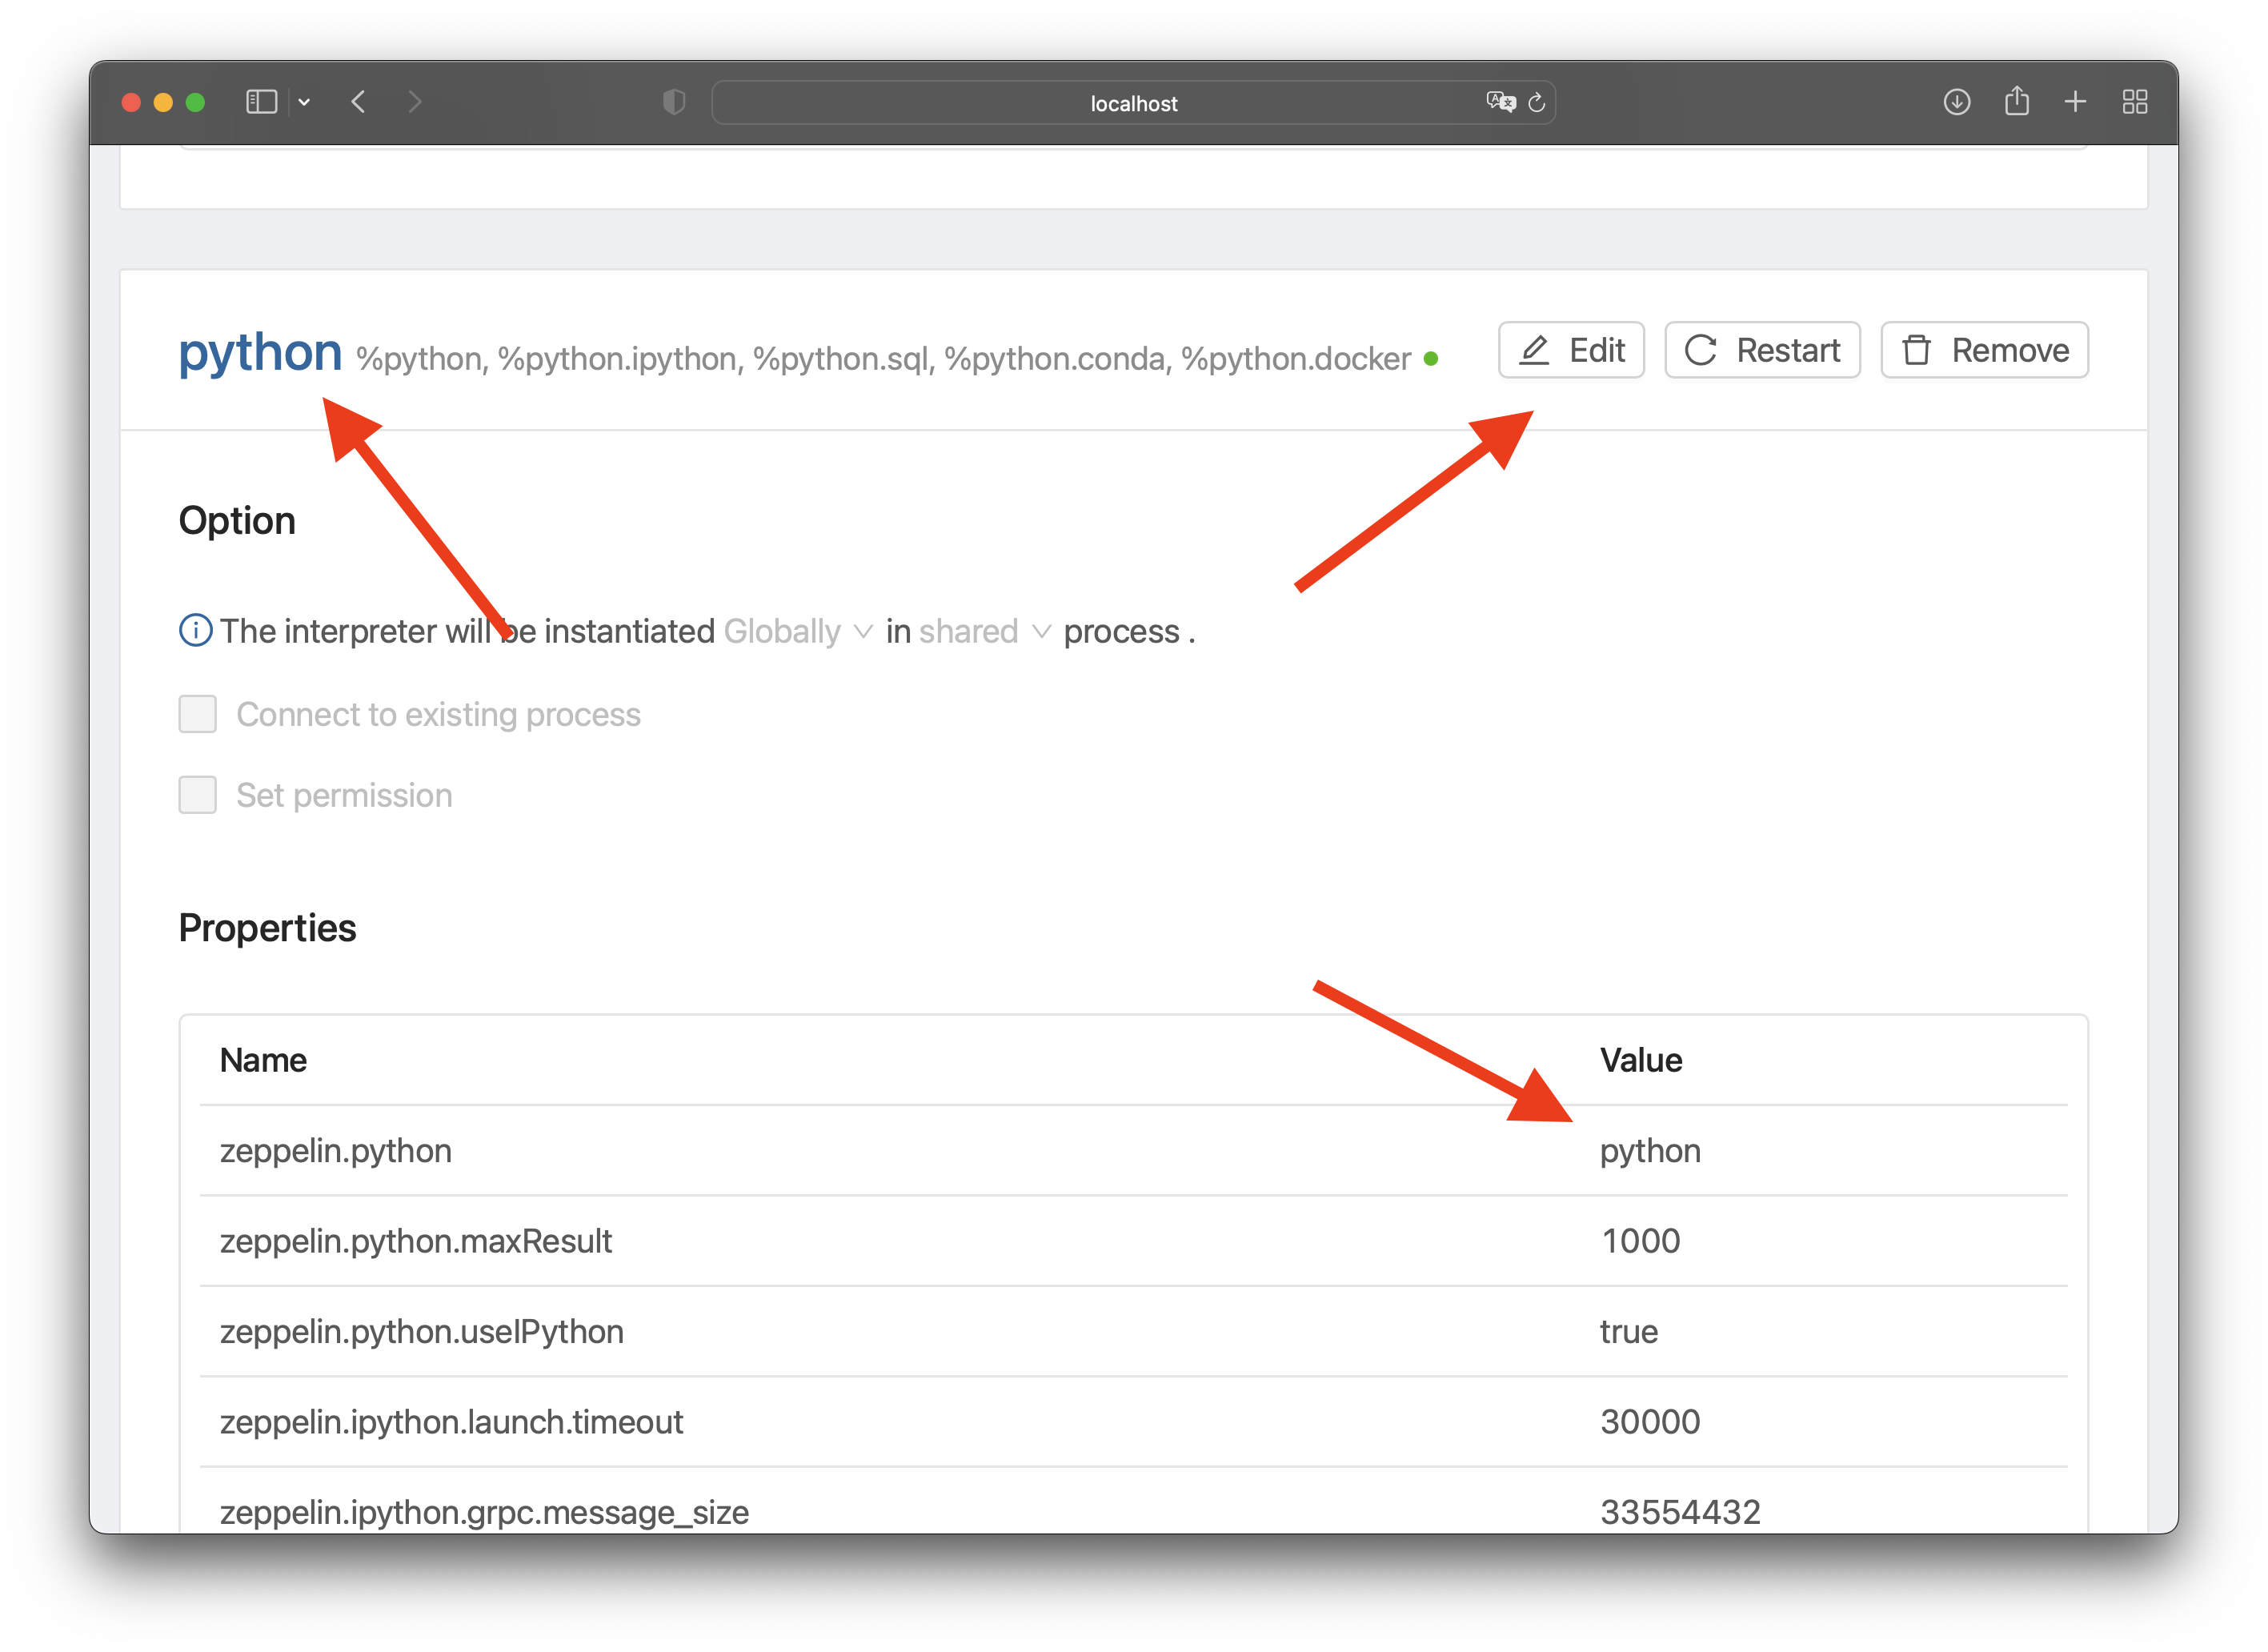 localhost
python %python, %python.ipython, %python.sql, %python.conda, %python.docker Edit Restart Remove
Option
The interpreter will be instantiated Globally in shared process .
Connect to existing process
Set permission
Properties
Name Value
zeppelin.python python
zeppelin.python.maxResult 1000
zeppelin.python.useIPython true
zeppelin.ipython.launch.timeout 30000
zeppelin.ipython.grpc.message_size 33554432